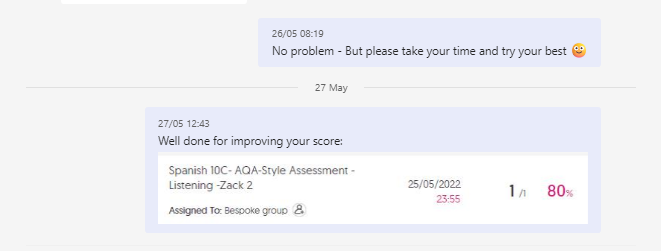 26/05 08:19
No problem - But please take your time and try your best
27 May
27/05 12:43
Well done for improving your score:
Spanish 10C- AQA-Style Assessment -
Listening -Zack 2
25/05/2022
23:55
1 /1
80%
Assigned To: Bespoke group